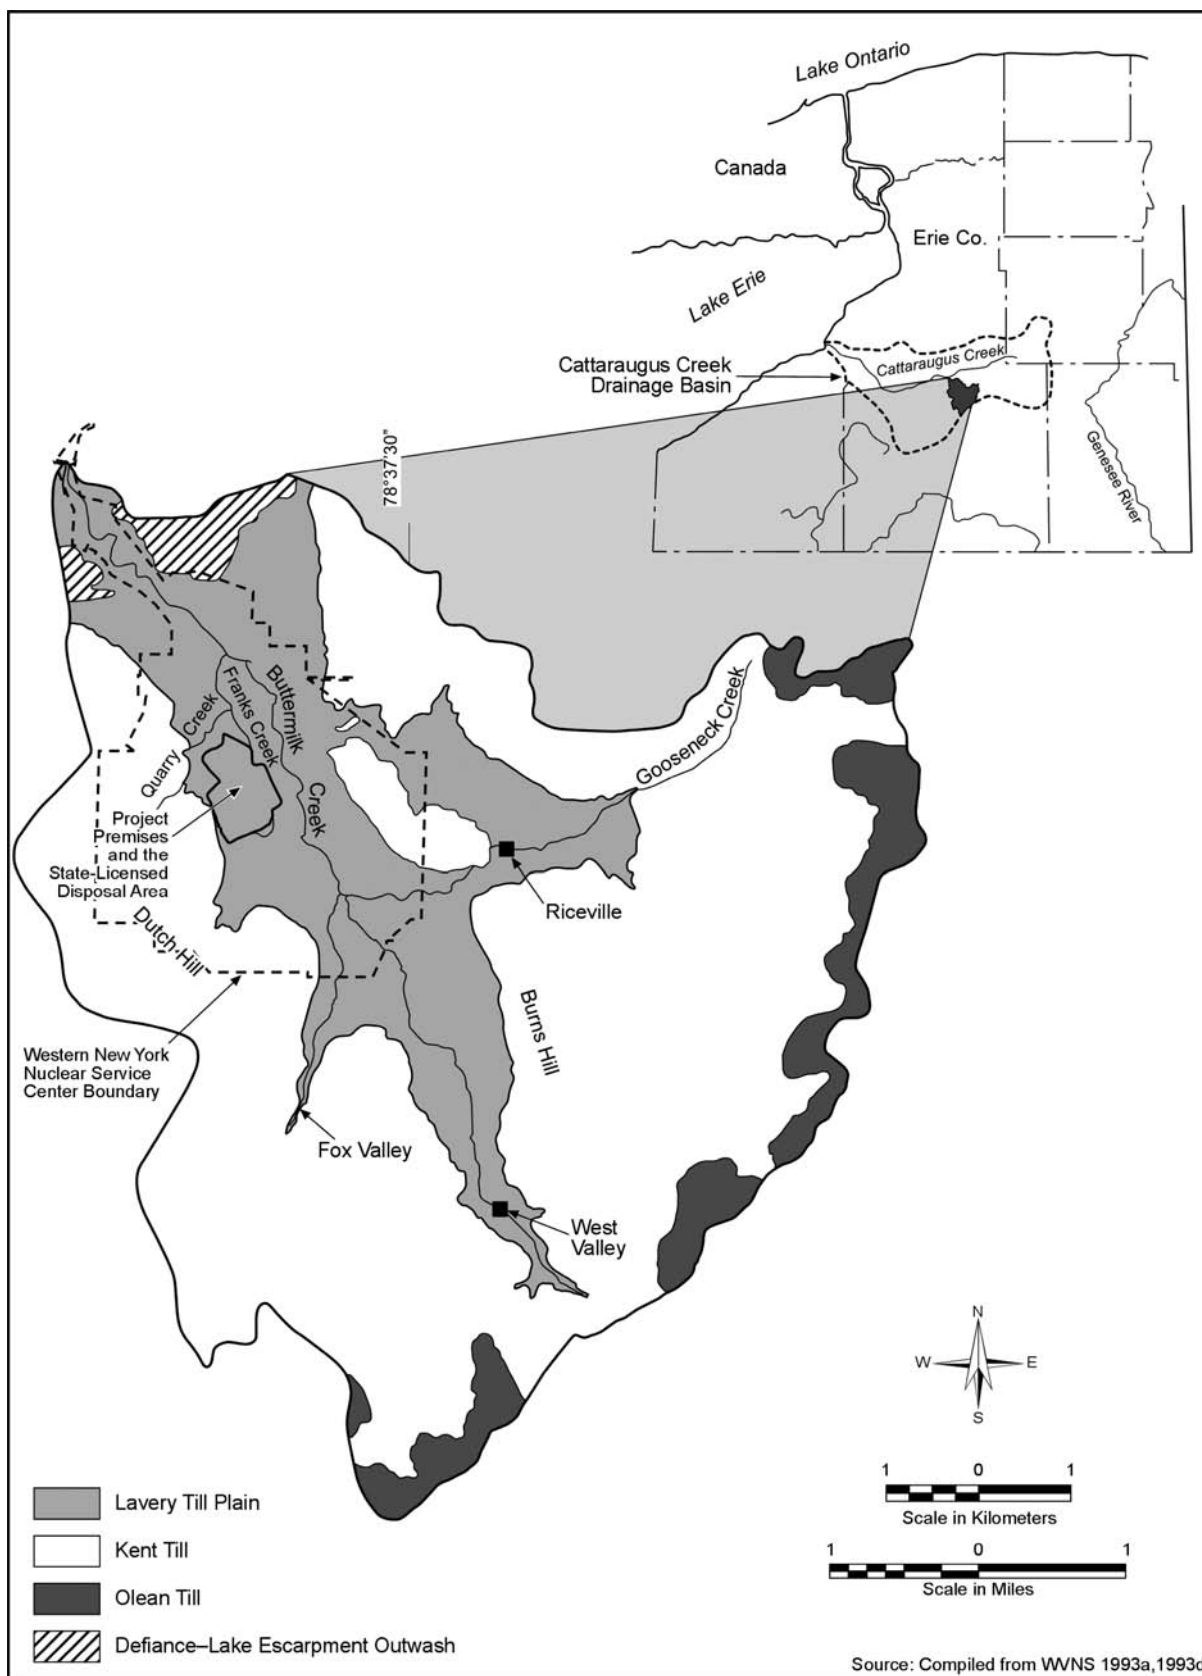 Lake Ontario
Canada
Erie Co.
Lake Erie
Cattaraugus Creek
Cattaraugus Creek
Drainage Basin
Genesee River
78°37'30"
Buttermilk
Creek
Franks Creek
Quarry Creek
Gooseneck Creek
Project
Premises
and the
State-Licensed
Disposal Area
Riceville
Dutch Hill
Burns Hill
Western New York
Nuclear Service
Center Boundary
Fox Valley
West
Valley
N
W E
S
1 0 1
Scale in Kilometers
1 0 1
Scale in Miles
Lavery Till Plain
Kent Till
Olean Till
Defiance–Lake Escarpment Outwash
Source: Compiled from WVNS 1993a,1993d